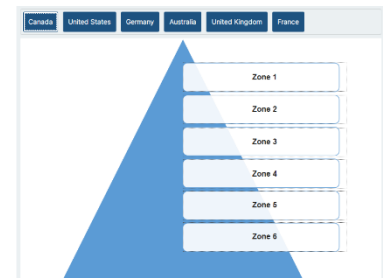 Canada United States Germany Australia United Kingdom France
Zone 1
Zone 2
Zone 3
Zone 4
Zone 5
Zone 6